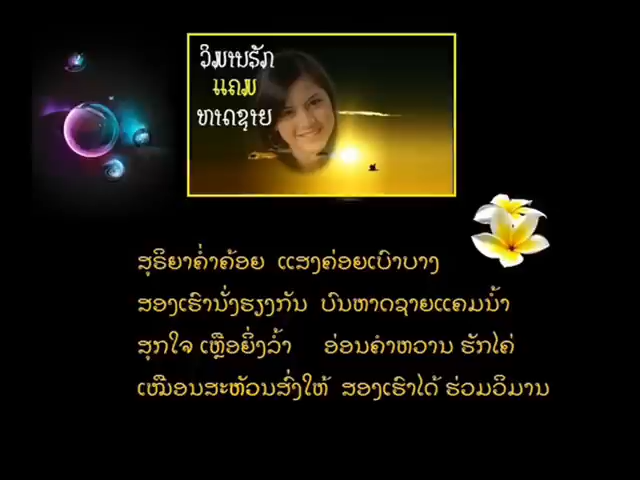 ວິມານຮັກ
ແຄມ
ຫາດຊາຍ
ສຸຣິຍາຄ່ຳຄ້ອຍ ແສງຄ່ອຍເບົາບາງ
ສອງເຮົານັ່ງຮຽງກັນ ບົນຫາດຊາຍແຄມນ້ຳ
ສຸກໃຈ ເຫຼືອຍິ່ງລ້ຳ ອ່ອນຄຳຫວານ ຮັກໄຄ່
ເໝືອນສະຫັວນສົ່ງໃຫ້ ສອງເຮົາໄດ້ ຮ່ວມວິມານ